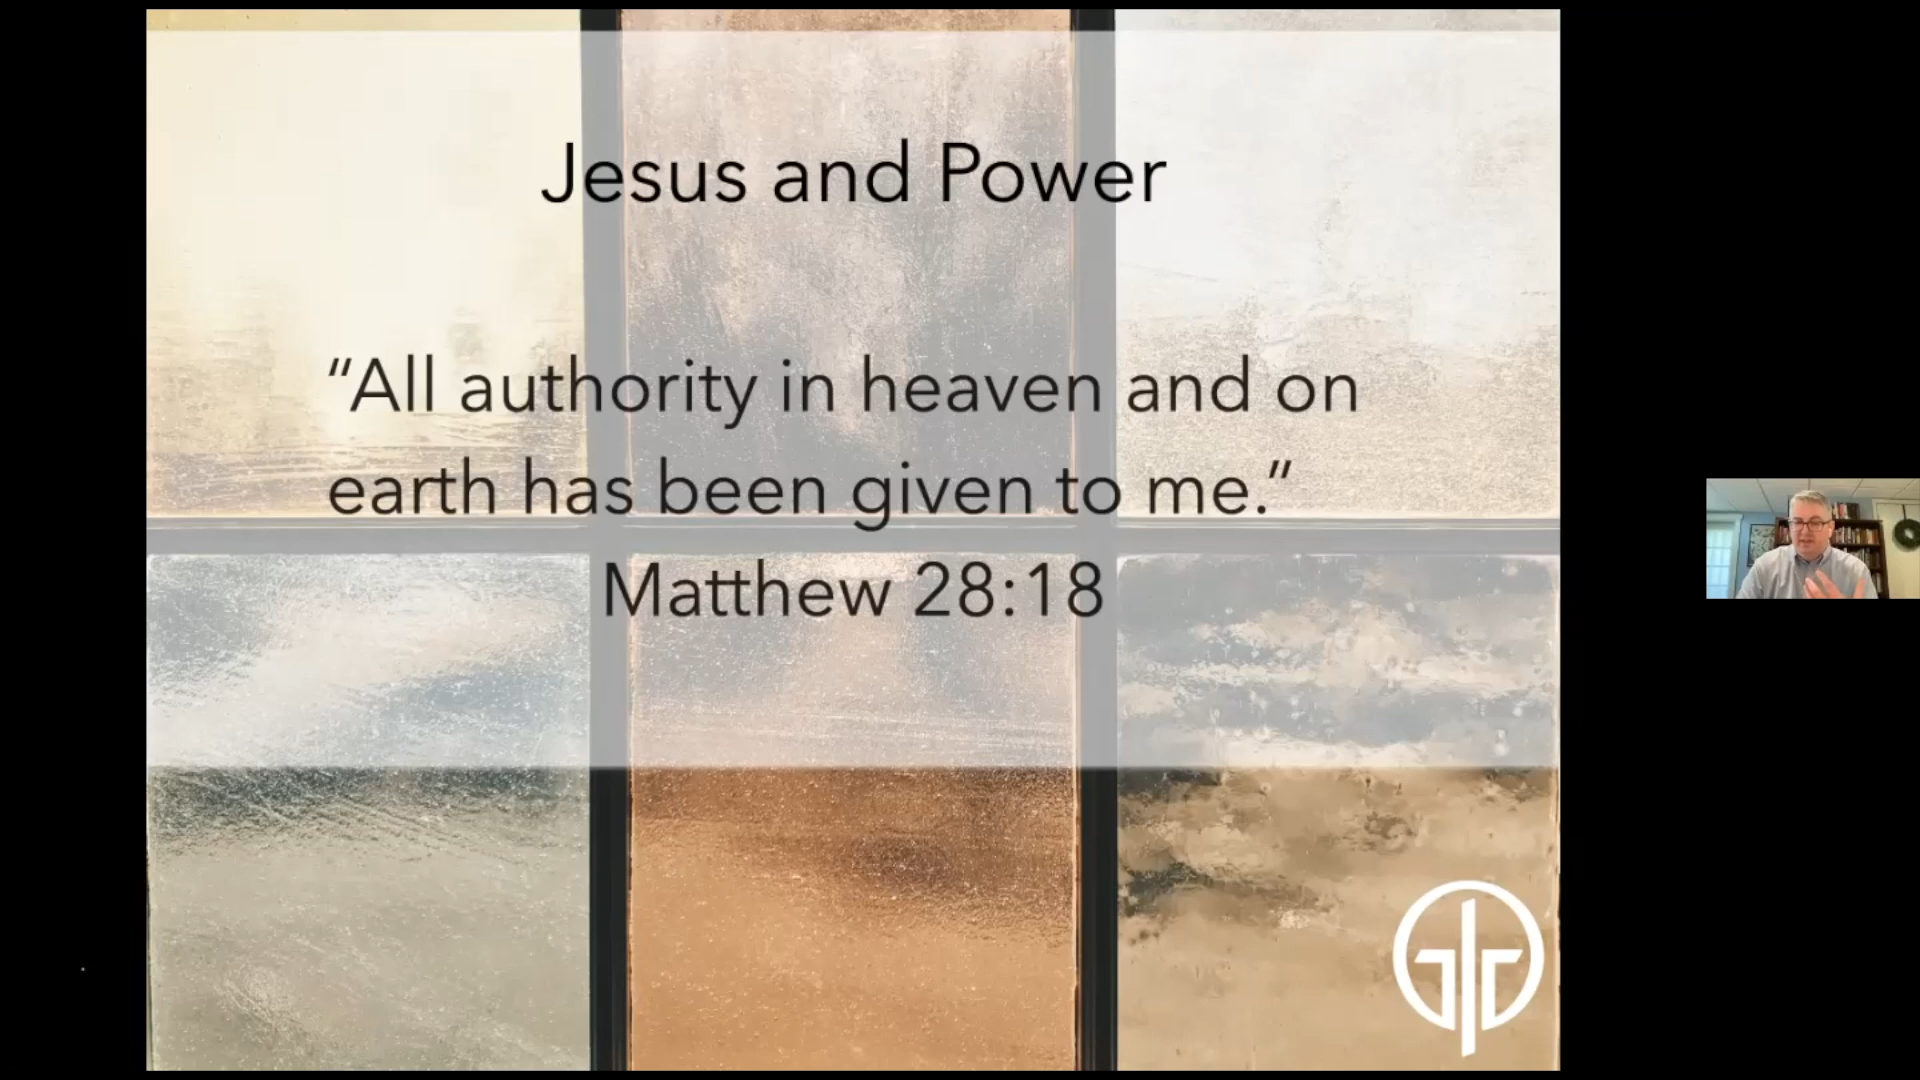 Jesus and Power
“All authority in heaven and on
earth has been given to me.”
Matthew 28:18